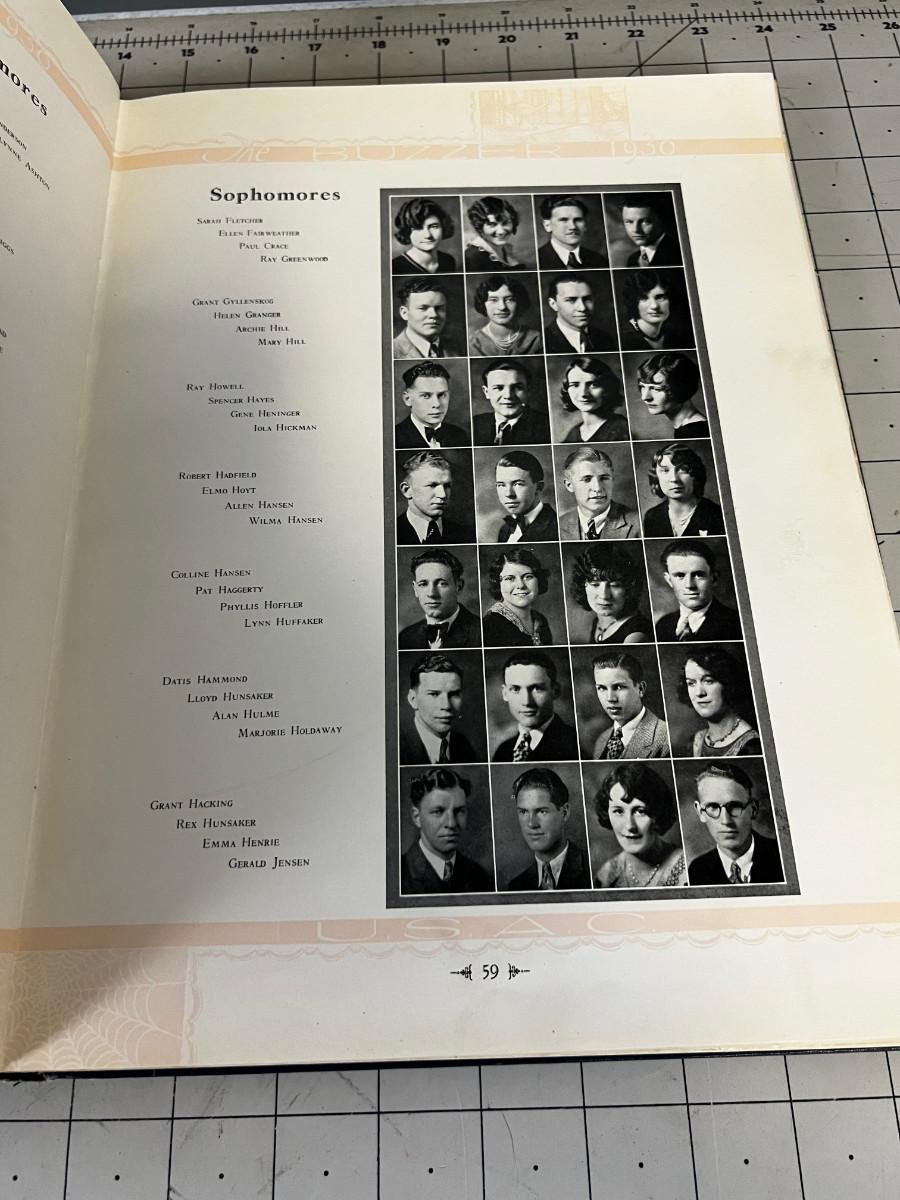 14 15 16 17 18 19 20 21 22 23 24 25 26
1930
The BUZZER 1930
Sophomores
Sarah Fletcher
Ellen Fairweather
Paul Crace
Ray Greenwood
Grant Gyllenskog
Helen Granger
Archie Hill
Mary Hill
Ray Howell
Spencer Hayes
Gene Heninger
Iola Hickman
Robert Hadfield
Elmo Hoyt
Allen Hansen
Wilma Hansen
Colline Hansen
Pat Haggerty
Phyllis Hoffler
Lynn Huffaker
Datis Hammond
Lloyd Hunsaker
Alan Hulme
Marjorie Holdaway
Grant Hacking
Rex Hunsaker
Emma Henrie
Gerald Jensen
U.S.A.C.
59